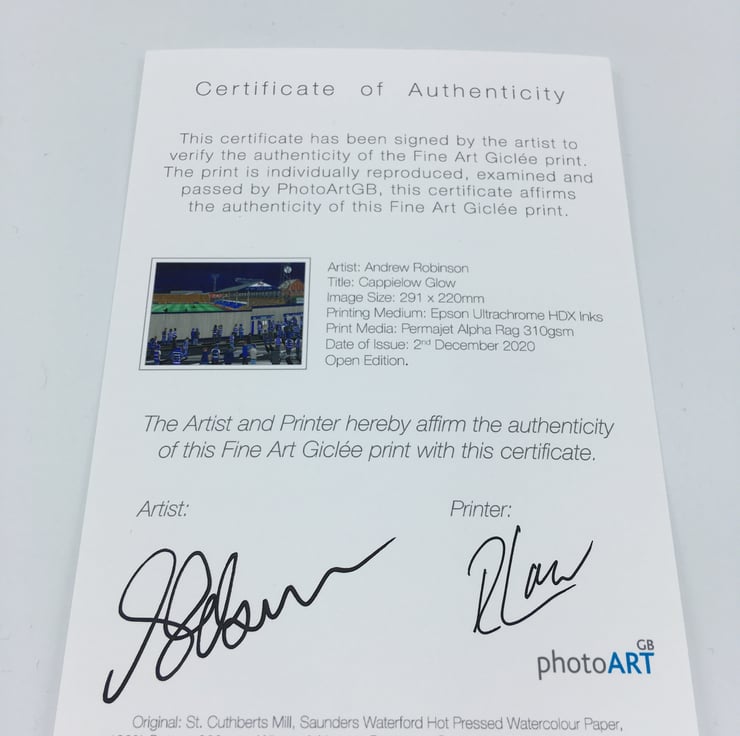 Certificate of Authenticity
This certificate has been signed by the artist to
verify the authenticity of the Fine Art Giclée print.
The print is individually reproduced, examined and
passed by PhotoArtGB, this certificate affirms
the authenticity of this Fine Art Giclée print.
Artist: Andrew Robinson
Title: Cappielow Glow
Image Size: 291 x 220mm
Printing Medium: Epson Ultrachrome HDX Inks
Print Media: Permajet Alpha Rag 310gsm
Date of Issue: 2nd December 2020
Open Edition.
The Artist and Printer hereby affirm the authenticity
of this Fine Art Giclée print with this certificate.
Artist:
Printer:
GB
photoART
Original: St. Cuthberts Mill, Saunders Waterford Hot Pressed Watercolour Paper,